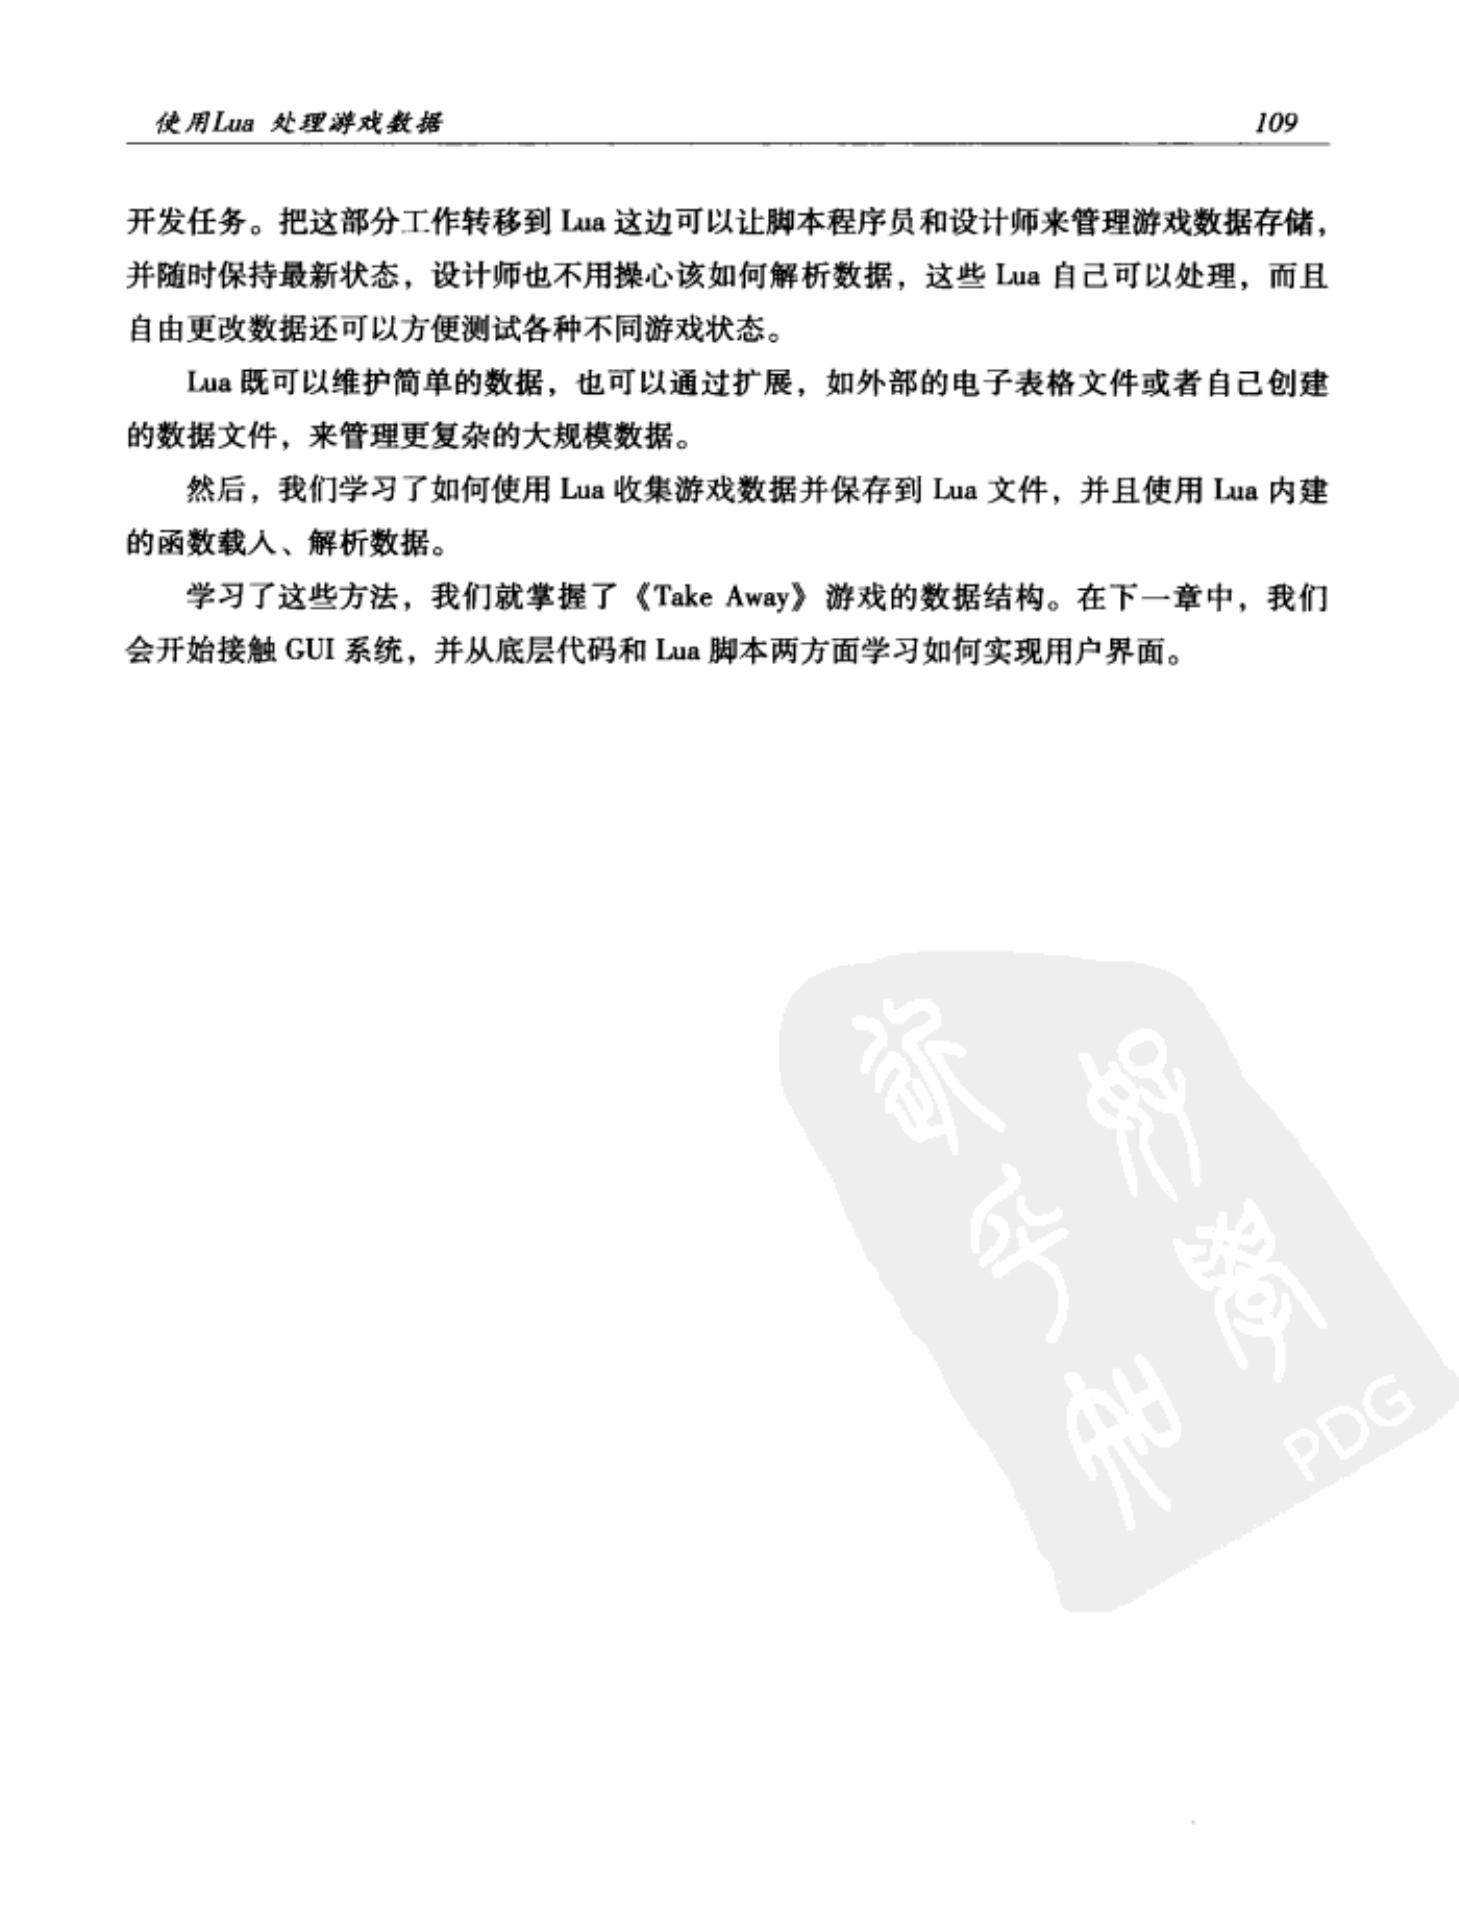 使用Lua 处理游戏数据 109
开发任务。把这部分工作转移到 Lua 这边可以让脚本程序员和设计师来管理游戏数据存储，
并随时保持最新状态，设计师也不用操心该如何解析数据，这些 Lua 自己可以处理，而且
自由更改数据还可以方便测试各种不同游戏状态。
Lua 既可以维护简单的数据，也可以通过扩展，如外部的电子表格文件或者自己创建
的数据文件，来管理更复杂的大规模数据。
然后，我们学习了如何使用 Lua 收集游戏数据并保存到 Lua 文件，并且使用 Lua 内建
的函数载入、解析数据。
学习了这些方法，我们就掌握了《Take Away》游戏的数据结构。在下一章中，我们
会开始接触 GUI 系统，并从底层代码和 Lua 脚本两方面学习如何实现用户界面。
PDG